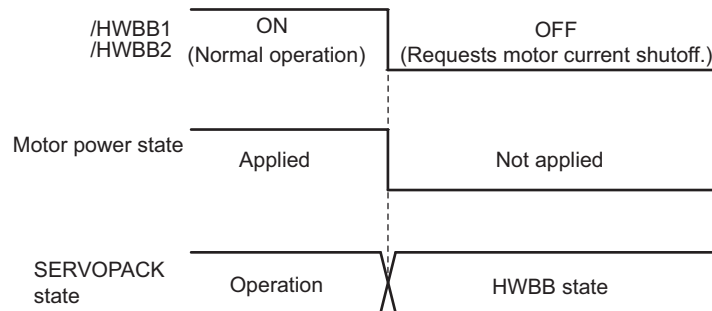 /HWBB1
/HWBB2
ON
(Normal operation)
OFF
(Requests motor current shutoff.)
Motor power state
Applied
Not applied
SERVOPACK
state
Operation
HWBB state